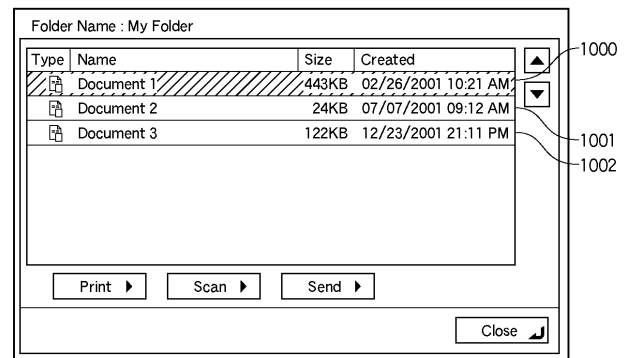 Folder Name : My Folder
Type Name Size Created
Document 1 443KB 02/26/2001 10:21 AM
Document 2 24KB 07/07/2001 09:12 AM
Document 3 122KB 12/23/2001 21:11 PM
1000
1001
1002
Print Scan Send
Close